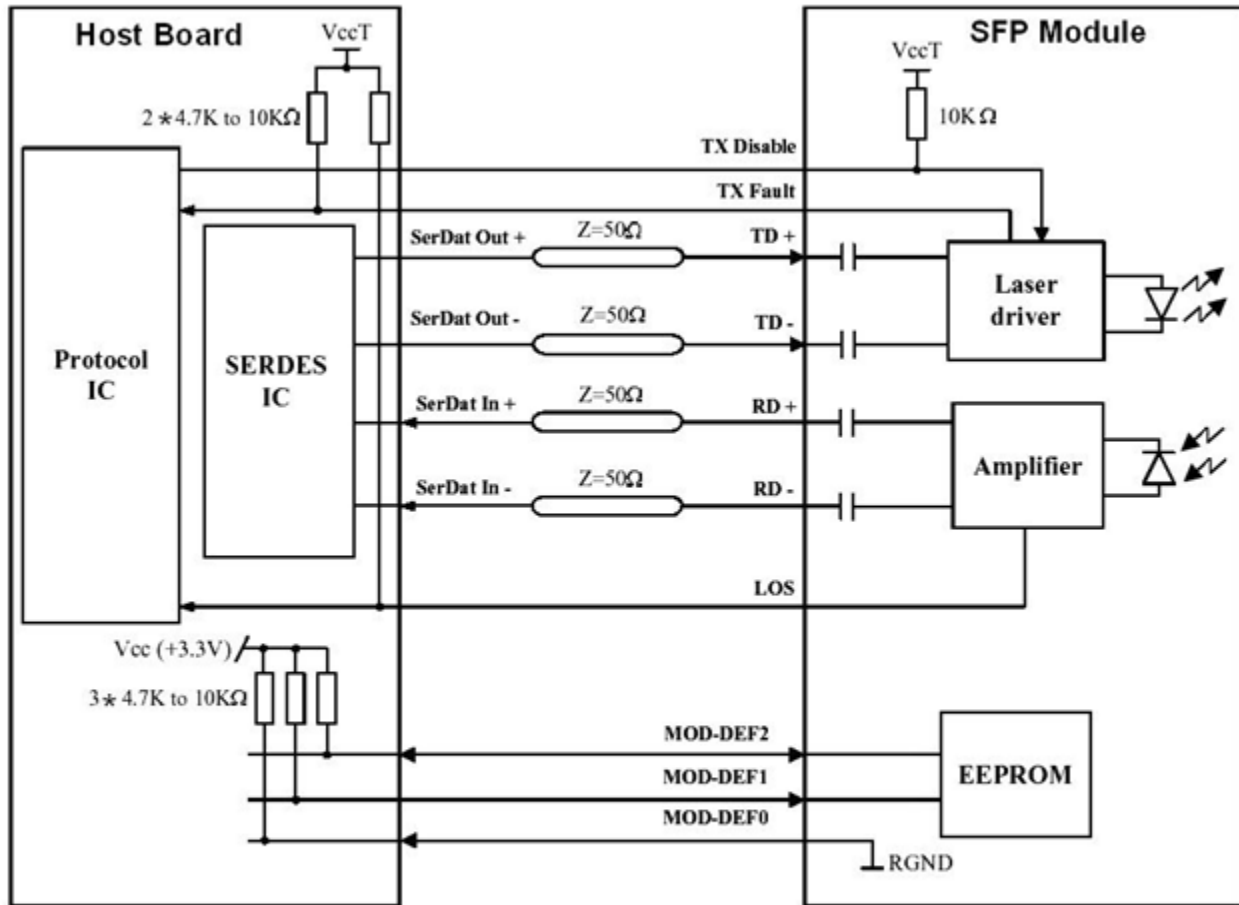 Host Board
SFP Module
VccT
VccT
2*4.7K to 10KΩ
10KΩ
TX Disable
TX Fault
SerDat Out +
Z=50Ω
TD +
Laser
driver
SerDat Out -
Z=50Ω
TD -
Protocol
IC
SERDES
IC
SerDat In +
Z=50Ω
RD +
Amplifier
SerDat In -
Z=50Ω
RD -
LOS
Vcc (+3.3V)
3*4.7K to 10KΩ
MOD-DEF2
EEPROM
MOD-DEF1
MOD-DEF0
RGND